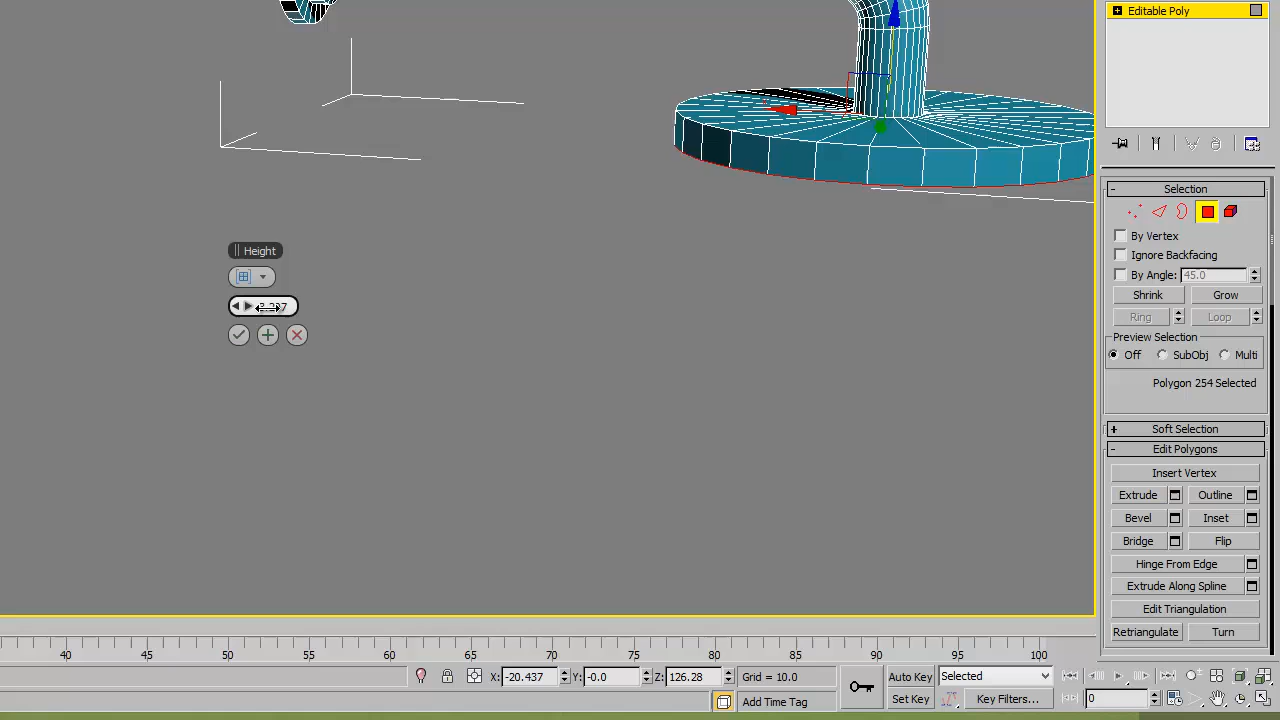 Editable Poly
Selection
By Vertex
Ignore Backfacing
By Angle: 45.0
Shrink Grow
Ring Loop
Preview Selection
Off SubObj Multi
Polygon 254 Selected
Soft Selection
Edit Polygons
Insert Vertex
Extrude Outline
Bevel Inset
Bridge Flip
Hinge From Edge
Extrude Along Spline
Edit Triangulation
Retriangulate Turn
Height
40 45 50 55 60 65 70 75 80 85 90 95 100
X: -20.437 Y: -0.0 Z: 126.28 Grid = 10.0 Auto Key Selected
Add Time Tag Set Key Key Filters... 0